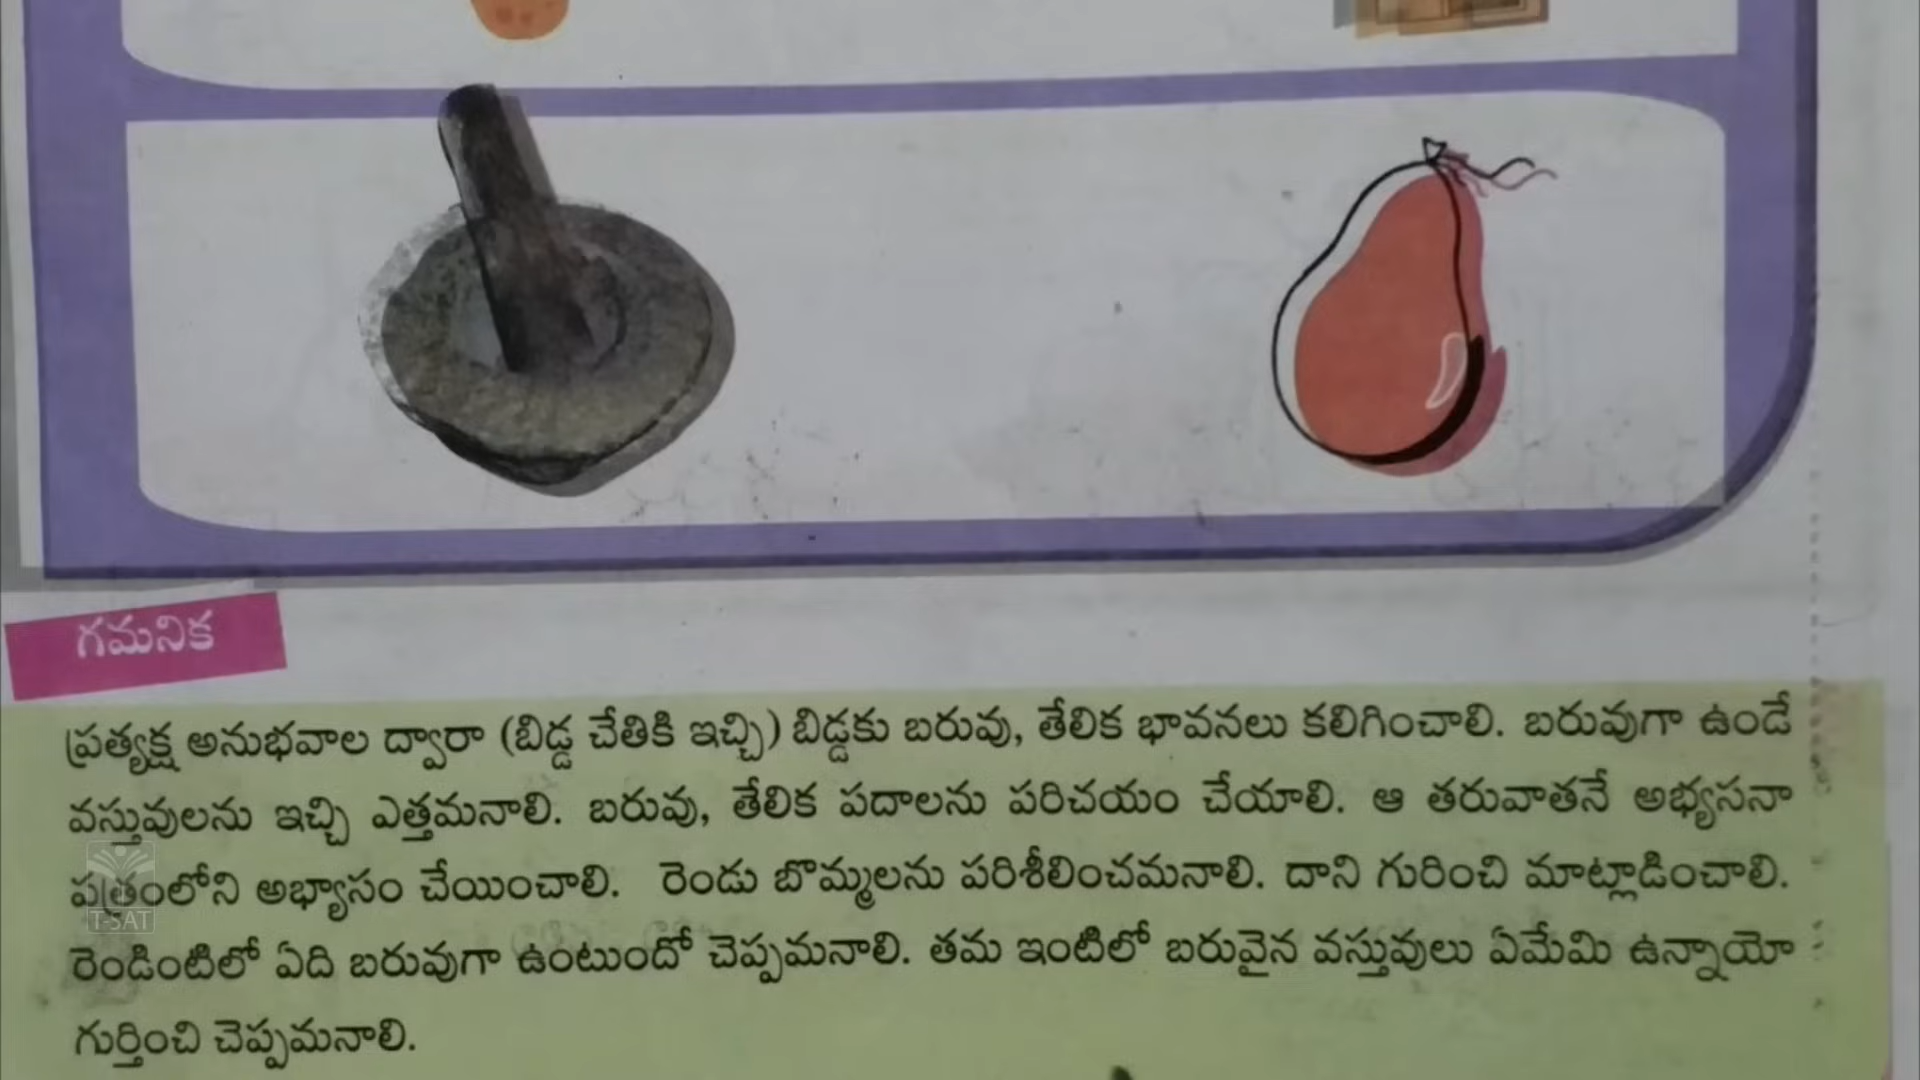 గమనిక
ప్రత్యక్ష అనుభవాల ద్వారా (బిడ్డ చేతికి ఇచ్చి) బిడ్డకు బరువు, తేలిక భావనలు కలిగించాలి. బరువుగా ఉండే
వస్తువులను ఇచ్చి ఎత్తమనాలి. బరువు, తేలిక పదాలను పరిచయం చేయాలి. ఆ తరువాతనే అభ్యసనా
పత్రంలోని అభ్యాసం చేయించాలి. రెండు బొమ్మలను పరిశీలించమనాలి. దాని గురించి మాట్లాడించాలి.
T-SAT
రెండింటిలో ఏది బరువుగా ఉంటుందో చెప్పమనాలి. తమ ఇంటిలో బరువైన వస్తువులు ఏమేమి ఉన్నాయో
గుర్తించి చెప్పమనాలి.